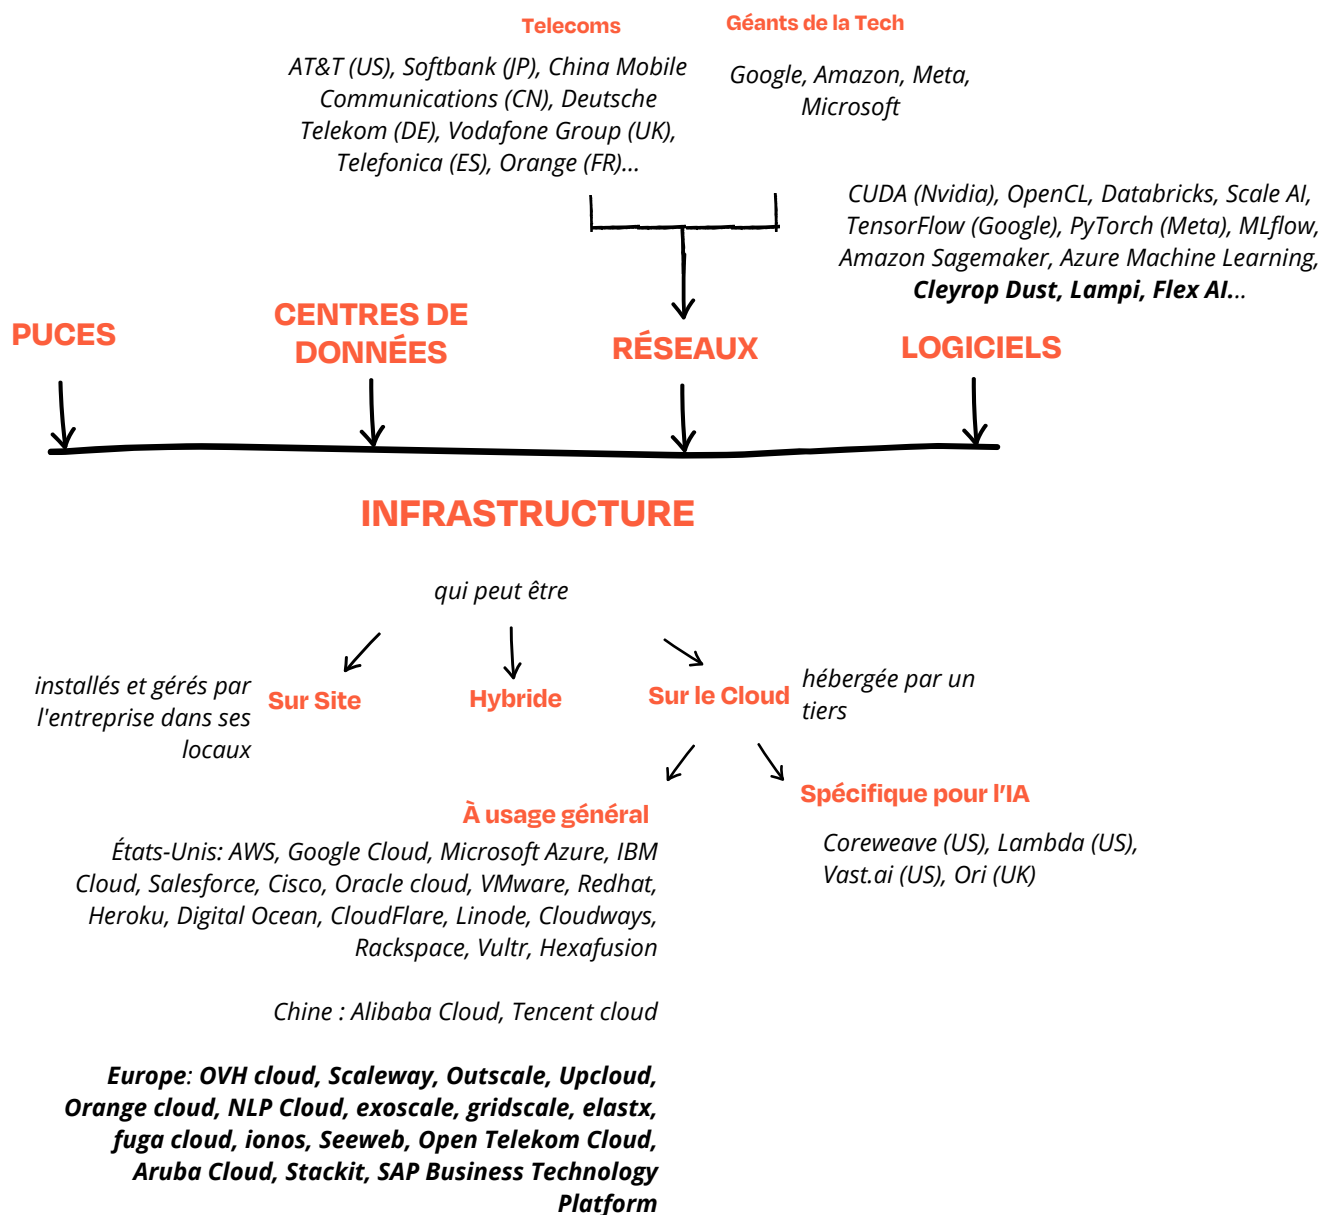 Telecoms
AT&T (US), Softbank (JP), China Mobile
Communications (CN), Deutsche
Telekom (DE), Vodafone Group (UK),
Telefonica (ES), Orange (FR)...
Géants de la Tech
Google, Amazon, Meta,
Microsoft
CUDA (Nvidia), OpenCL, Databricks, Scale AI,
TensorFlow (Google), PyTorch (Meta), MLflow,
Amazon Sagemaker, Azure Machine Learning,
Cleyrop Dust, Lampi, Flex AI...
PUCES
CENTRES DE
DONNÉES
RÉSEAUX
LOGICIELS
INFRASTRUCTURE
qui peut être
installés et gérés par
l'entreprise dans ses
locaux
Sur Site
Hybride
Sur le Cloud
hébergée par un
tiers
À usage général
États-Unis: AWS, Google Cloud, Microsoft Azure, IBM
Cloud, Salesforce, Cisco, Oracle cloud, VMware, Redhat,
Heroku, Digital Ocean, CloudFlare, Linode, Cloudways,
Rackspace, Vultr, Hexafusion
Chine : Alibaba Cloud, Tencent cloud
Europe: OVH cloud, Scaleway, Outscale, Upcloud,
Orange cloud, NLP Cloud, exoscale, gridscale, elastx,
fuga cloud, ionos, Seeweb, Open Telekom Cloud,
Aruba Cloud, Stackit, SAP Business Technology
Platform
Spécifique pour l'IA
Coreweave (US), Lambda (US),
Vast.ai (US), Ori (UK)